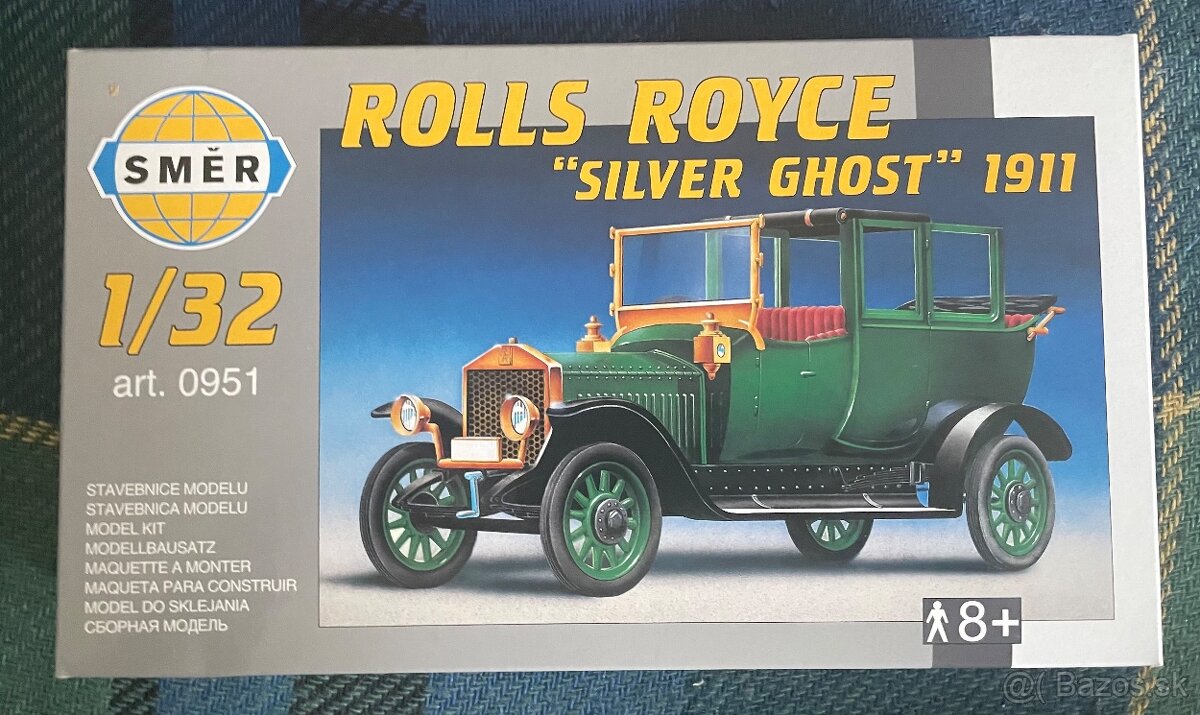 ROLLS ROYCE
"SILVER GHOST" 1911
SMĚR
1/32
art. 0951
STAVEBNICE MODELU
STAVEBNICA MODELU
MODEL KIT
MODELLBAUSATZ
MAQUETTE A MONTER
MAQUETA PARA CONSTRUIR
MODEL DO SKLEJANIA
СБОРНАЯ МОДЕЛЬ
8+
@( Bazos.sk